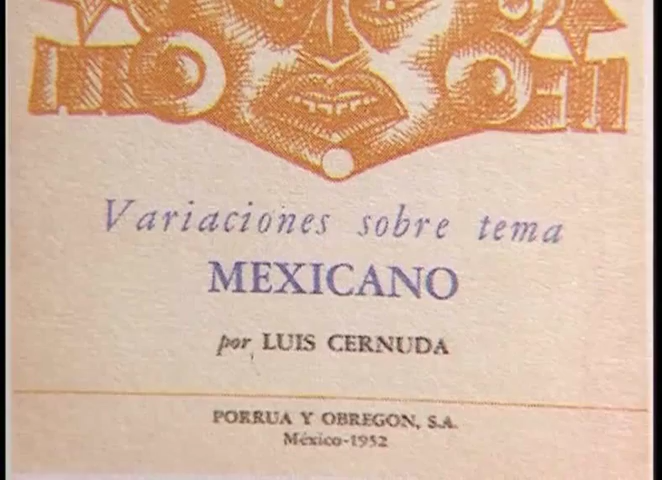 Variaciones sobre tema
MEXICANO
por LUIS CERNUDA
PORRUA Y OBREGON, S.A.
México-1952